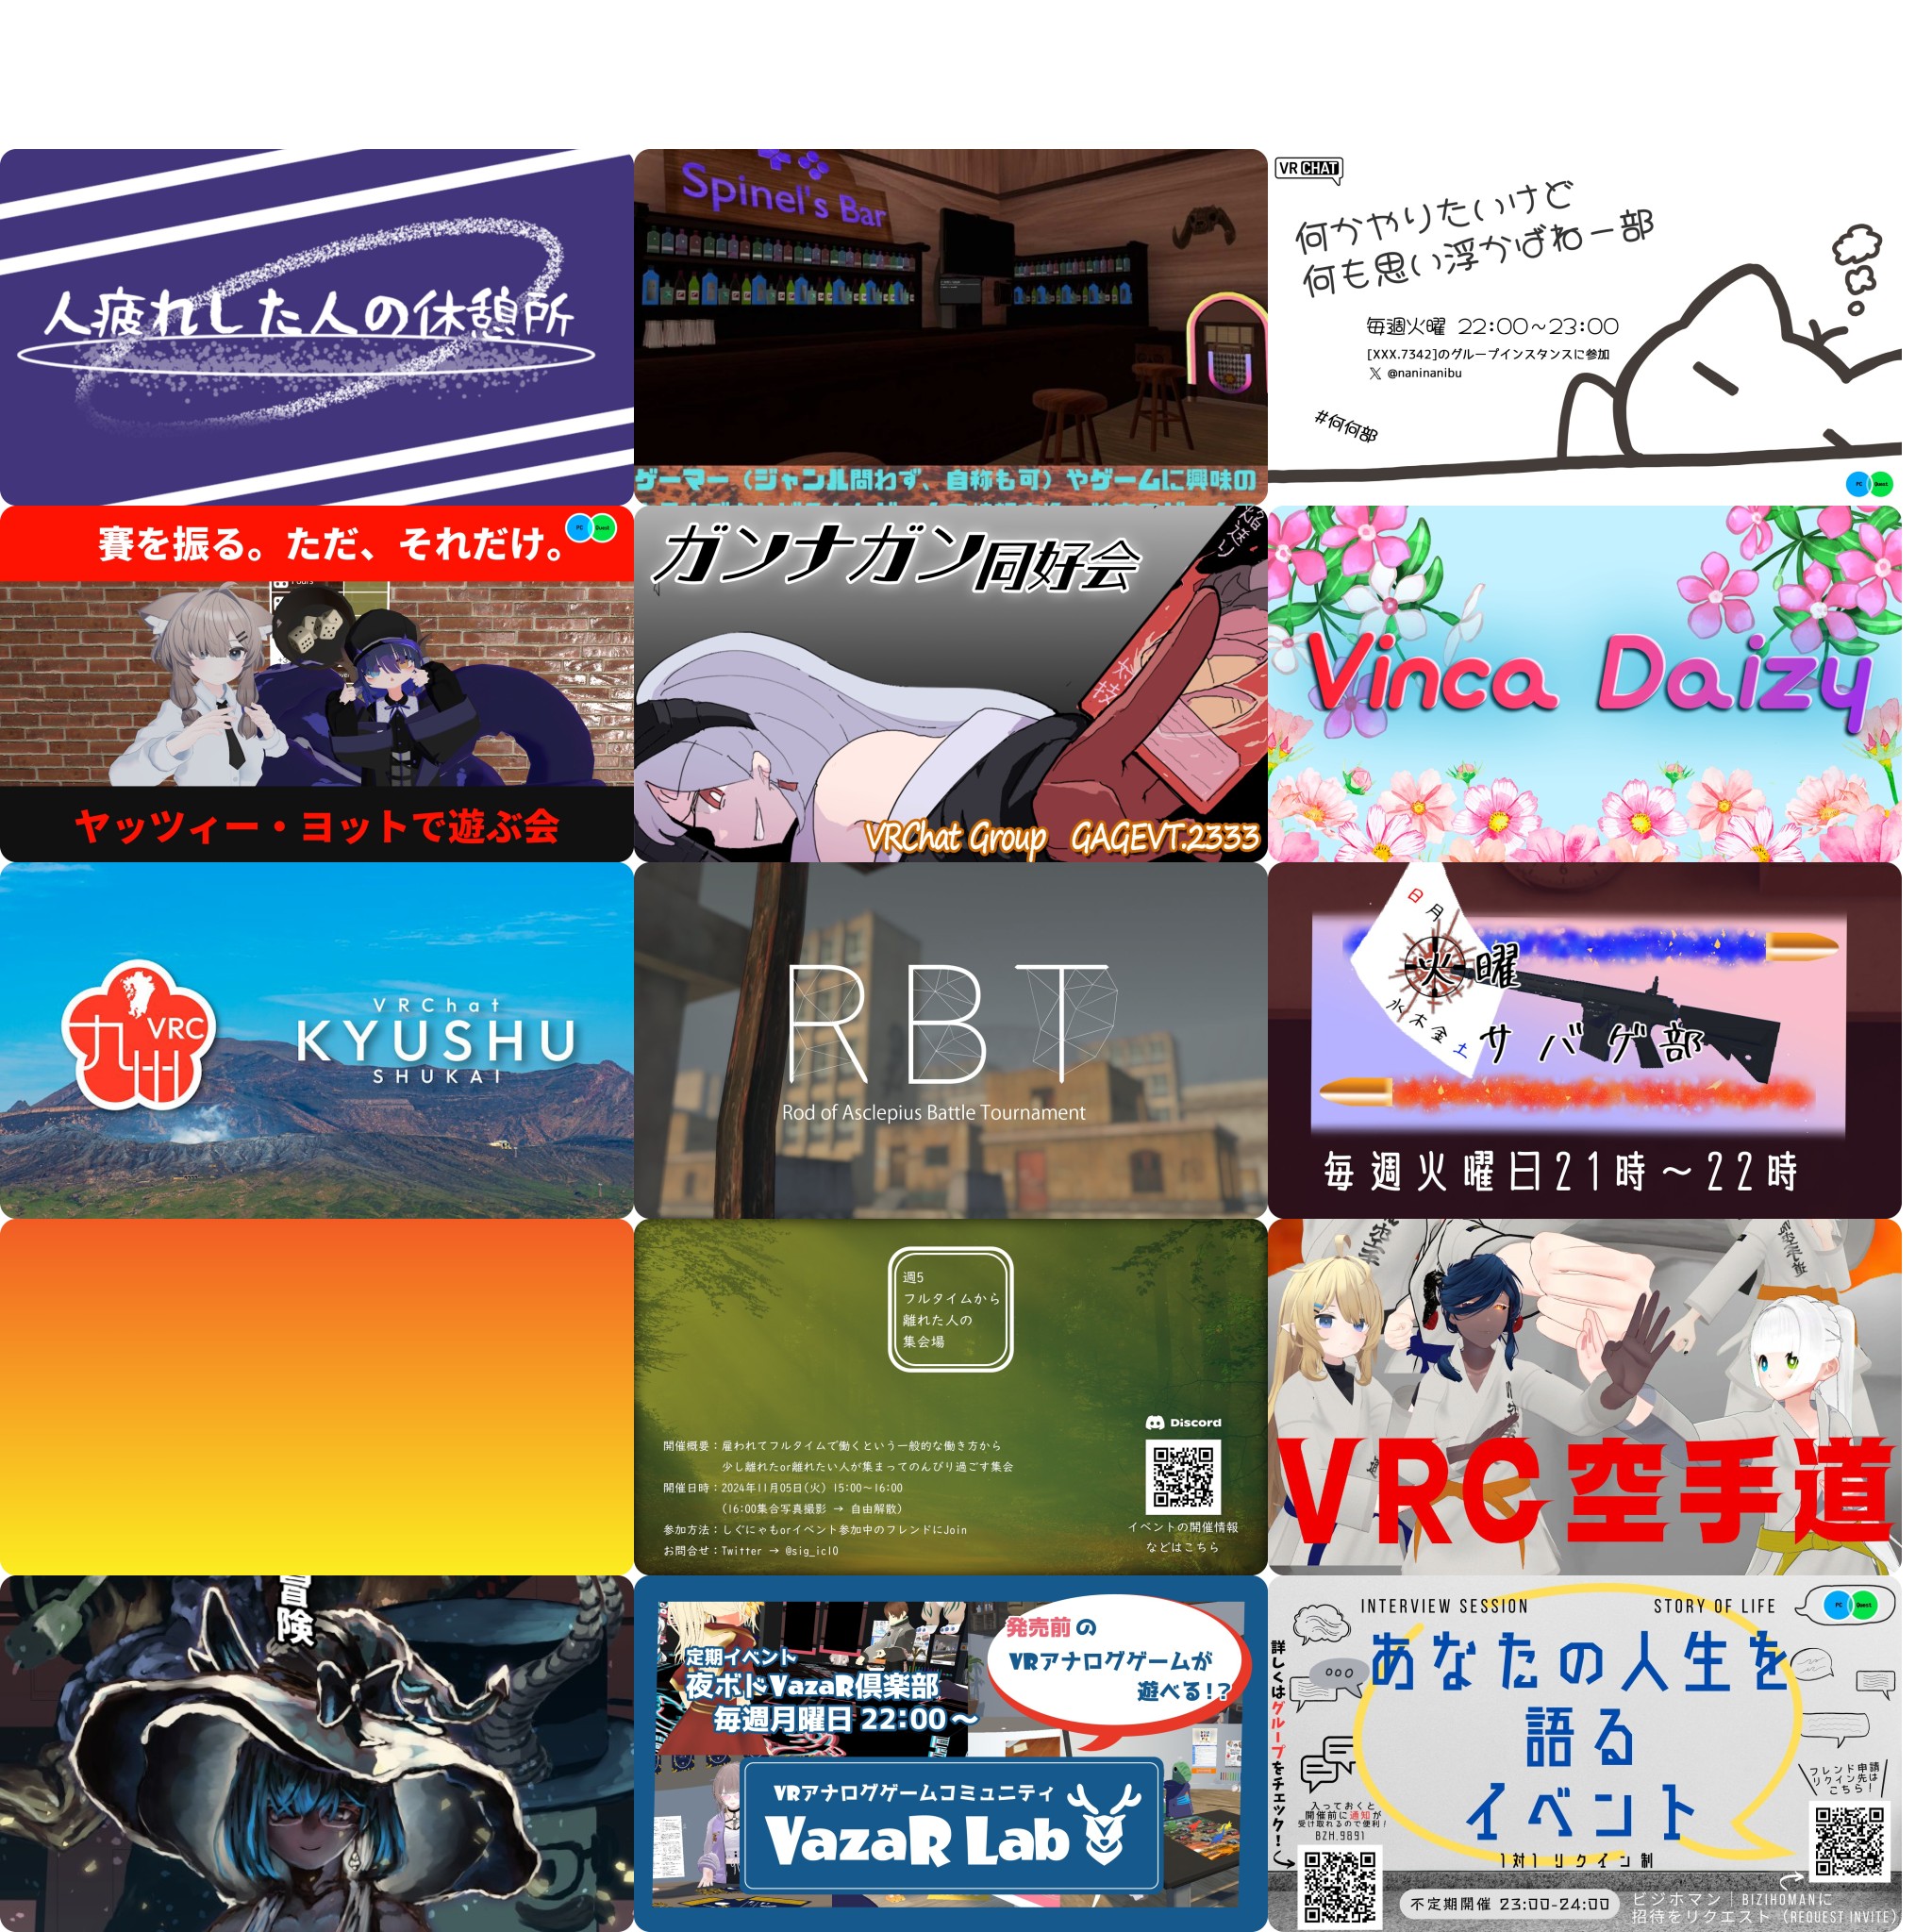 人疲れした人の休憩所
Spinel's Bar
ゲーマー（ジャンル問わず、自称も可）やゲームに興味の
VRCHAT
何かやりたいけど
何も思い浮かばねー部
毎週火曜 22:00～23:00
[XXX.7342]のグループインスタンスに参加
X @naninanibu
#何何部
PC Quest
賽を振る。ただ、それだけ。
PC Quest
ヤッツィー・ヨットで遊ぶ会
ガンナガン同好会
焔送り
VRChat Group GAGEVT.2333
Vinca Daizy
九州
VRC
VRChat
KYUSHU
SHUKAI
RBT
Rod of Asclepius Battle Tournament
日月
火曜
水木金土
サバゲ部
毎週火曜日21時～22時
週5
フルタイムから
離れた人の
集会場
開催概要：雇われてフルタイムで働くという一般的な働き方から
少し離れたor離れたい人が集まってのんびり過ごす集会
開催日時：2024年11月05日(火) 15:00～16:00
(16:00集合写真撮影 → 自由解散)
参加方法：しぐにゃもorイベント参加中のフレンドにJoin
お問合せ：Twitter → @sig_icl0
Discord
イベントの開催情報
などはこちら
VRC空手道
冒険
定期イベント
夜ボドVazaR倶楽部
毎週月曜日 22:00～
発売前の
VRアナログゲームが
遊べる!?
VRアナログゲームコミュニティ
VazaR Lab
INTERVIEW SESSION
STORY OF LIFE
PC Quest
あなたの人生を
語る
イベント
1対1 リクイン制
詳しくはグループをチェック！
入っておくと
開催前に通知が
受け取れるので便利！
BZH.9891
フレンド申請
リクイン先は
こちら！
不定期開催 23:00-24:00
ビジホマン｜BIZIHOMANに
招待をリクエスト（REQUEST INVITE）